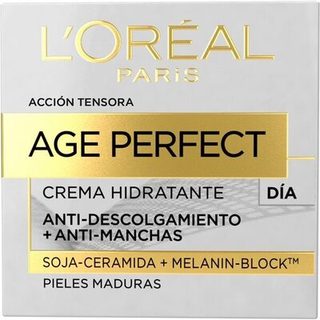 L'ORÉAL
PARIS
ACCIÓN TENSORA
AGE PERFECT
CREMA HIDRATANTE DÍA
ANTI-DESCOLGAMIENTO
+ANTI-MANCHAS
SOJA-CERAMIDA + MELANIN-BLOCK™
PIELES MADURAS